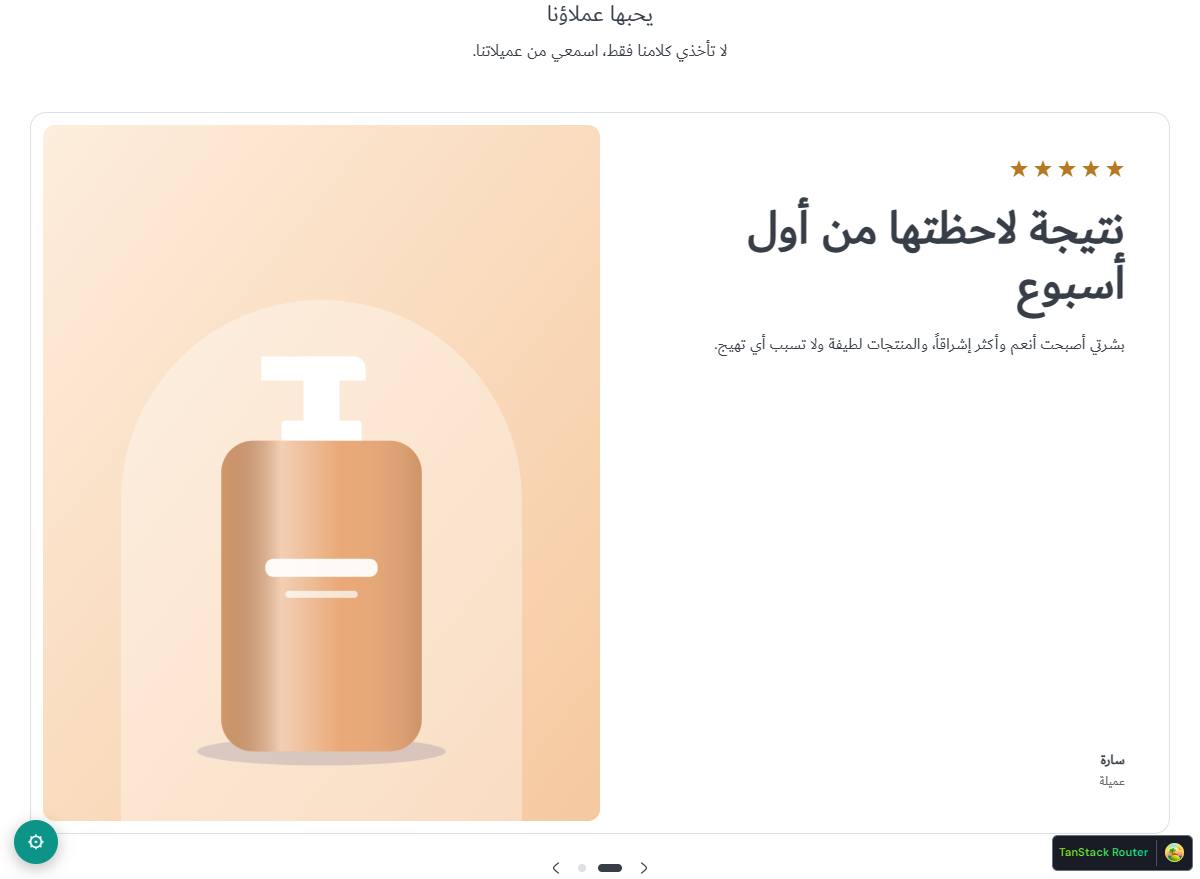 يحبها عملاؤنا
لا تأخذي كلامنا فقط، اسمعي من عميلاتنا.
نتيجة لاحظتها من أول
أسبوع
بشرتي أصبحت أنعم وأكثر إشراقاً، والمنتجات لطيفة ولا تسبب أي تهيج.
سارة
عميلة
TanStack Router